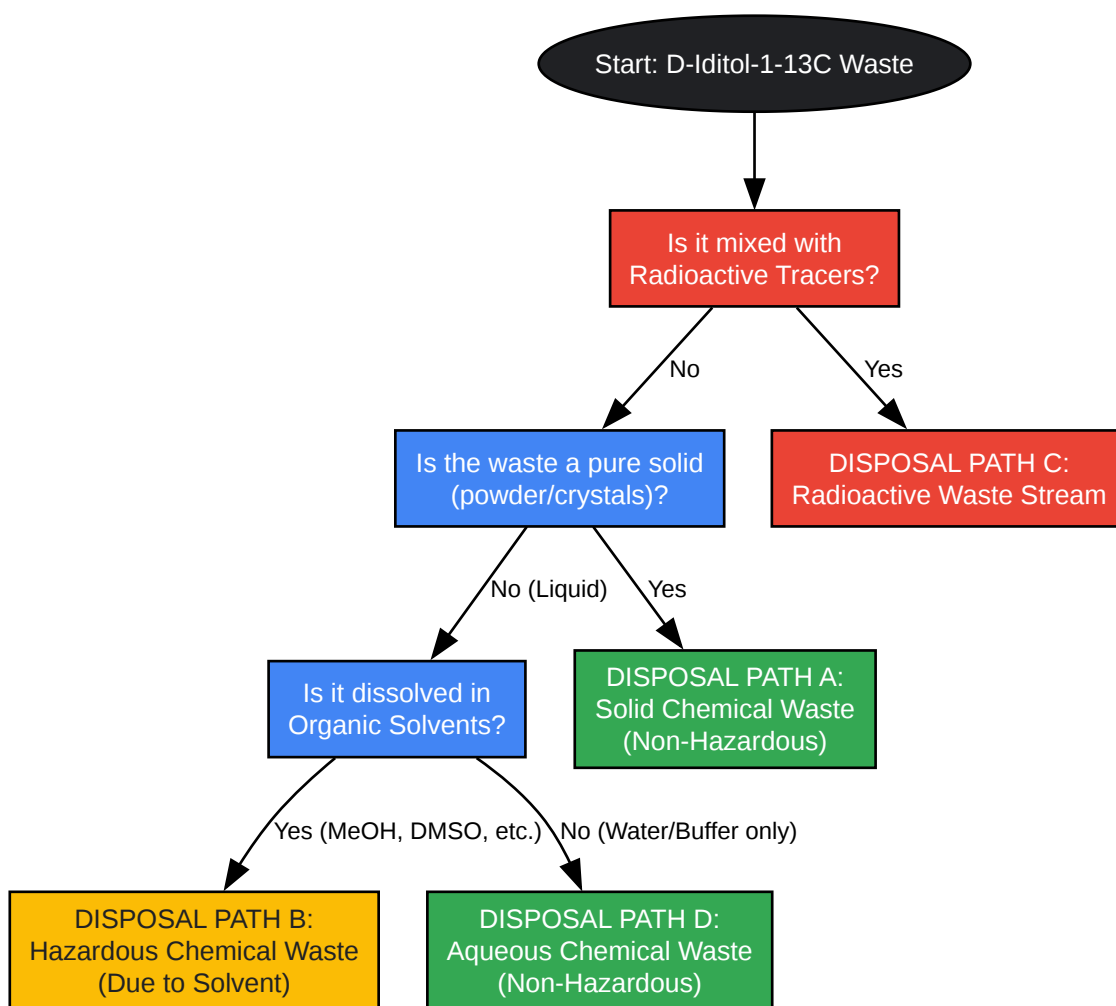 Start: D-Iditol-1-13C Waste
Is it mixed with
Radioactive Tracers?
No
Yes
Is the waste a pure solid
(powder/crystals)?
DISPOSAL PATH C:
Radioactive Waste Stream
No (Liquid)
Yes
Is it dissolved in
Organic Solvents?
DISPOSAL PATH A:
Solid Chemical Waste
(Non-Hazardous)
Yes (MeOH, DMSO, etc.)
No (Water/Buffer only)
DISPOSAL PATH B:
Hazardous Chemical Waste
(Due to Solvent)
DISPOSAL PATH D:
Aqueous Chemical Waste
(Non-Hazardous)